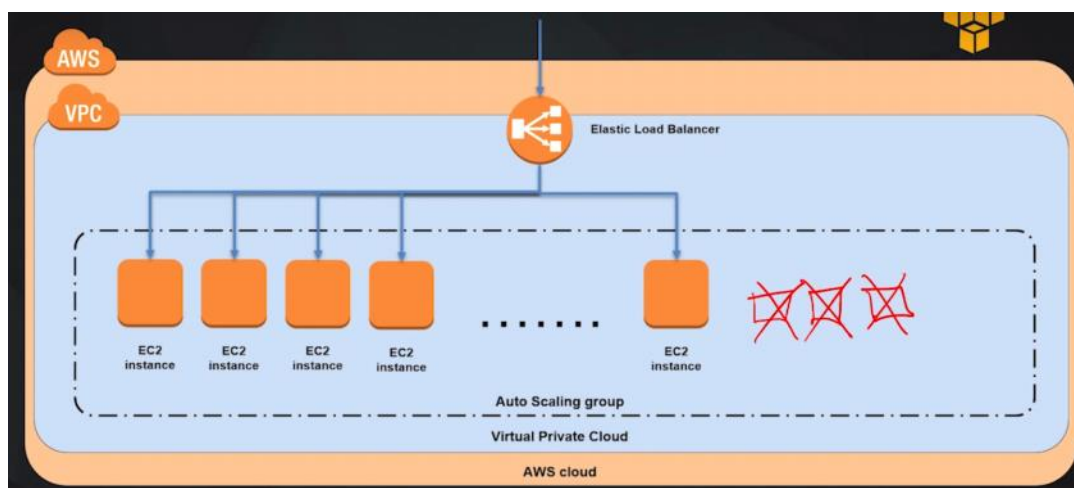 AWS
VPC
Elastic Load Balancer
EC2
instance
EC2
instance
EC2
instance
EC2
instance
.......
EC2
instance
Auto Scaling group
Virtual Private Cloud
AWS cloud